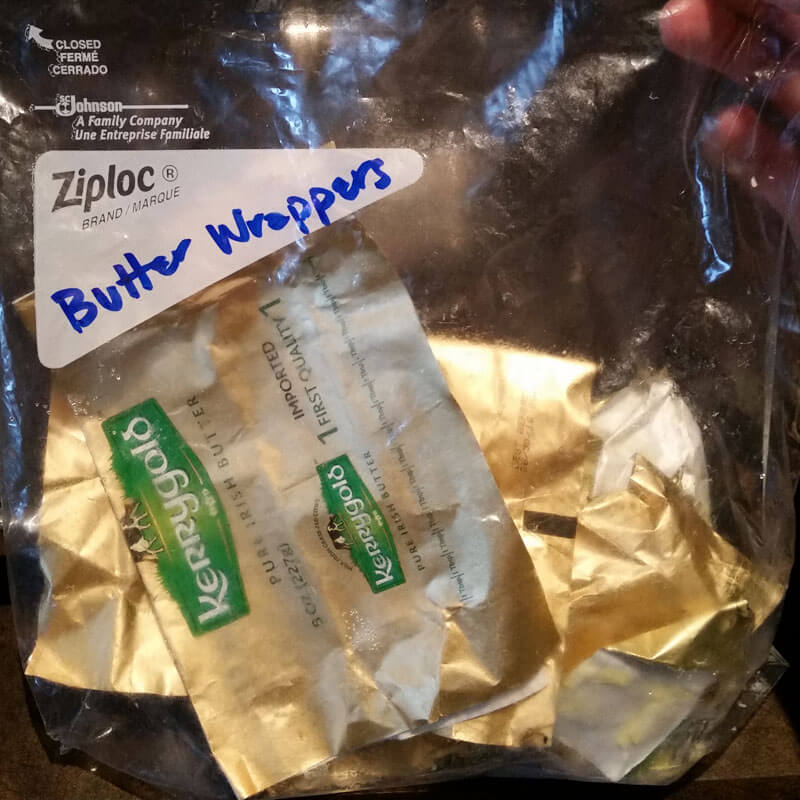 CLOSED
FERMÉ
CERRADO
SC Johnson
A Family Company
Une Entreprise Familiale
Ziploc ®
BRAND / MARQUE
Butter Wrappers
Kerrygold
PURE IRISH BUTTER
8 OZ (227g)
IMPORTED
1 FIRST QUALITY 1
Kerrygold
PURE IRISH BUTTER